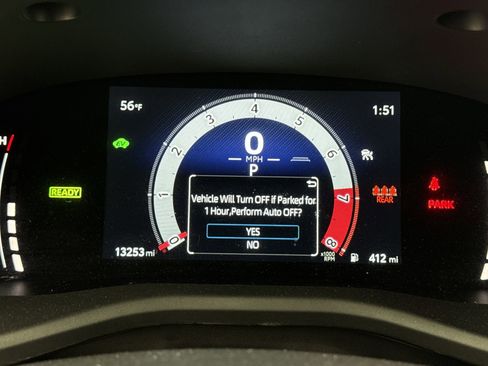 56°F
1:51
4
3
5
2
6
1
7
0
8
0
MPH
P
H
READY
REAR
PARK
Vehicle Will Turn OFF if Parked for
1 Hour,Perform Auto OFF?
YES
NO
x1000
RPM
13253 mi
412 mi